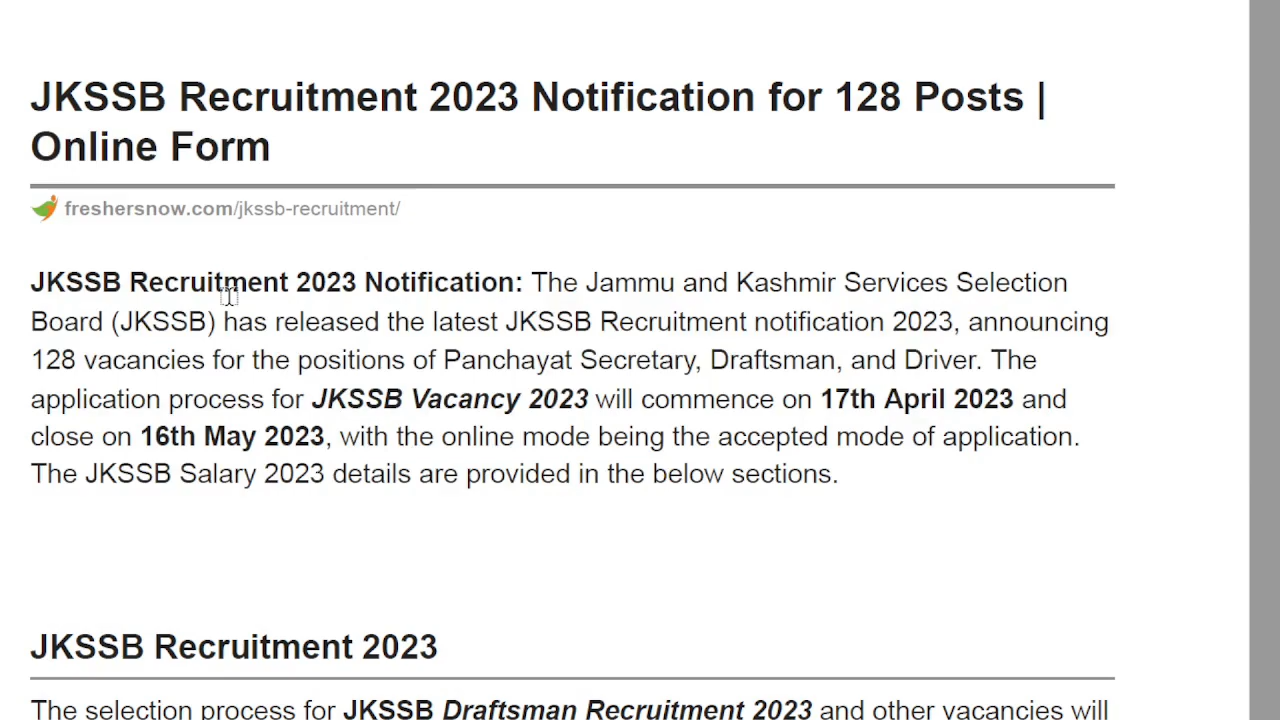 JKSSB Recruitment 2023 Notification for 128 Posts |
Online Form
freshersnow.com/jkssb-recruitment/
JKSSB Recruitment 2023 Notification: The Jammu and Kashmir Services Selection
Board (JKSSB) has released the latest JKSSB Recruitment notification 2023, announcing
128 vacancies for the positions of Panchayat Secretary, Draftsman, and Driver. The
application process for JKSSB Vacancy 2023 will commence on 17th April 2023 and
close on 16th May 2023, with the online mode being the accepted mode of application.
The JKSSB Salary 2023 details are provided in the below sections.
JKSSB Recruitment 2023
The selection process for JKSSB Draftsman Recruitment 2023 and other vacancies will